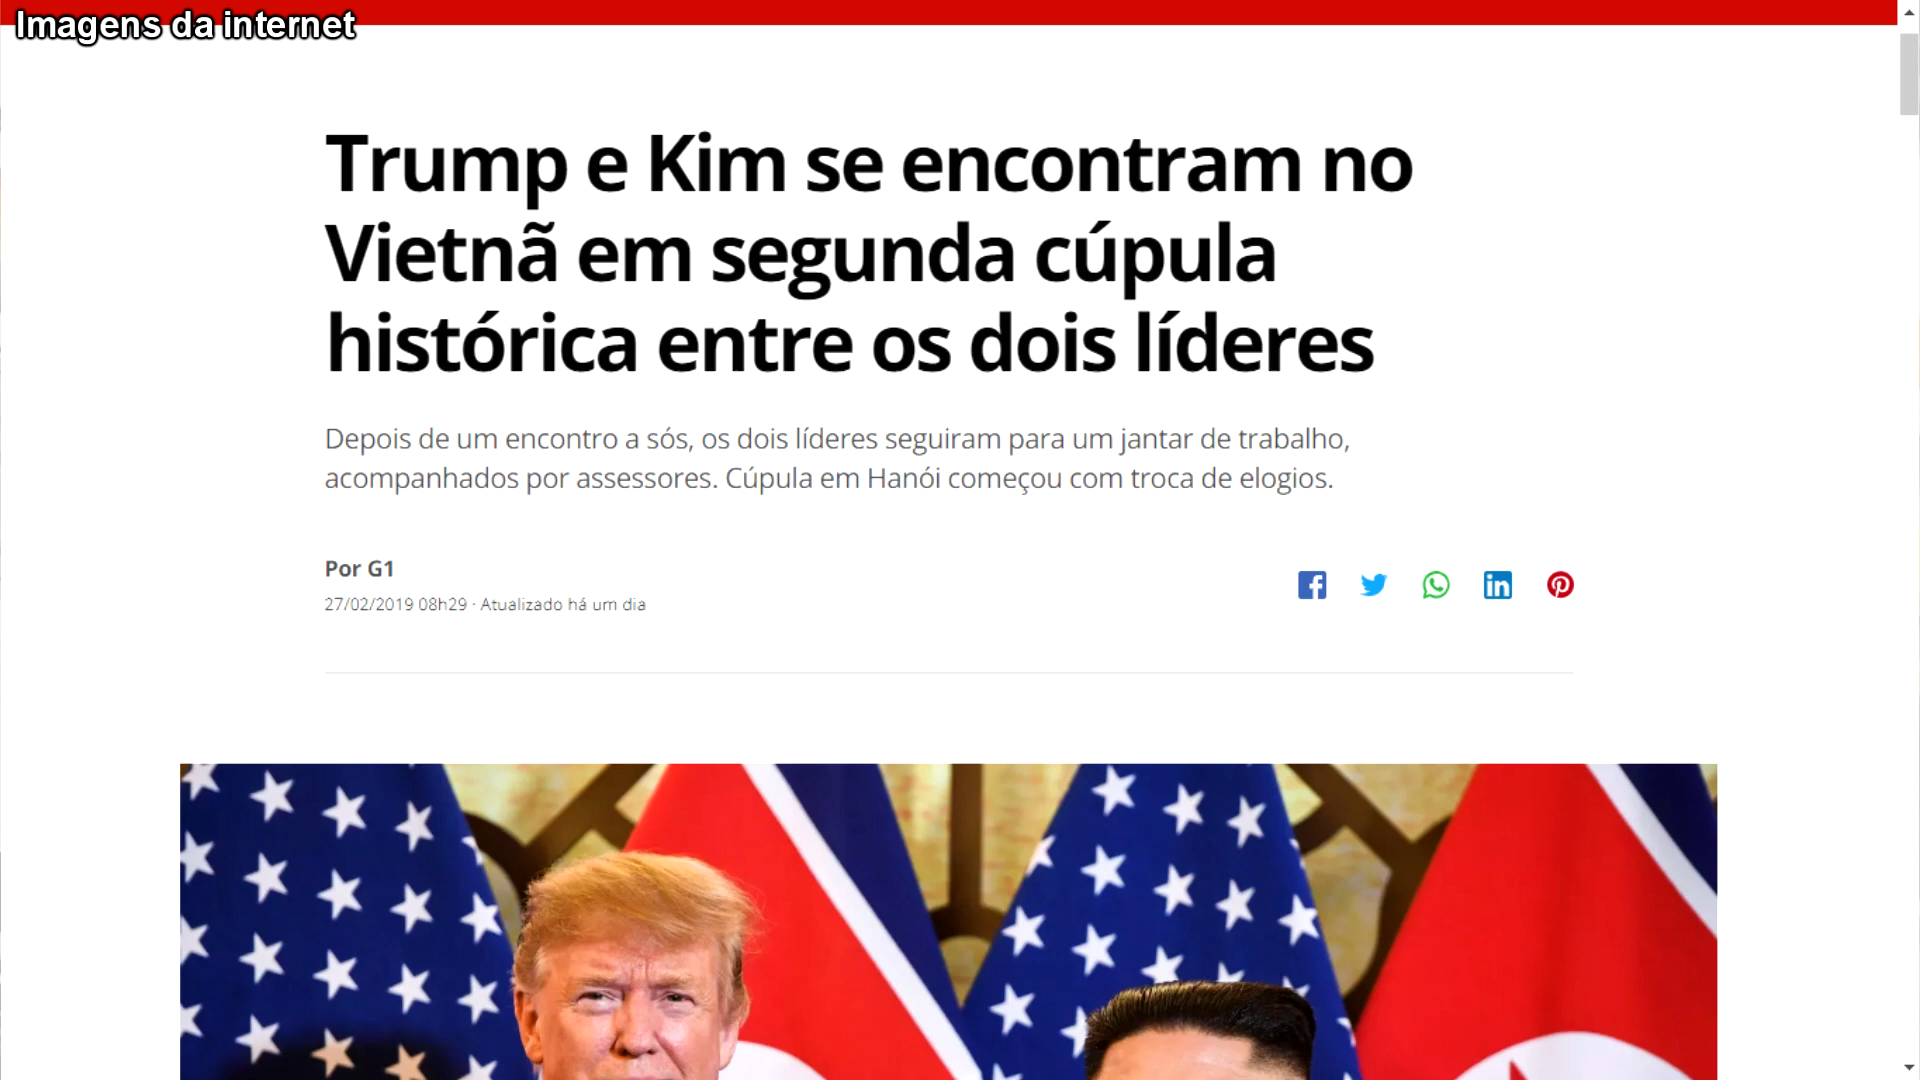 Imagens da internet
Trump e Kim se encontram no
Vietnã em segunda cúpula
histórica entre os dois líderes
Depois de um encontro a sós, os dois líderes seguiram para um jantar de trabalho,
acompanhados por assessores. Cúpula em Hanói começou com troca de elogios.
Por G1
27/02/2019 08h29 · Atualizado há um dia